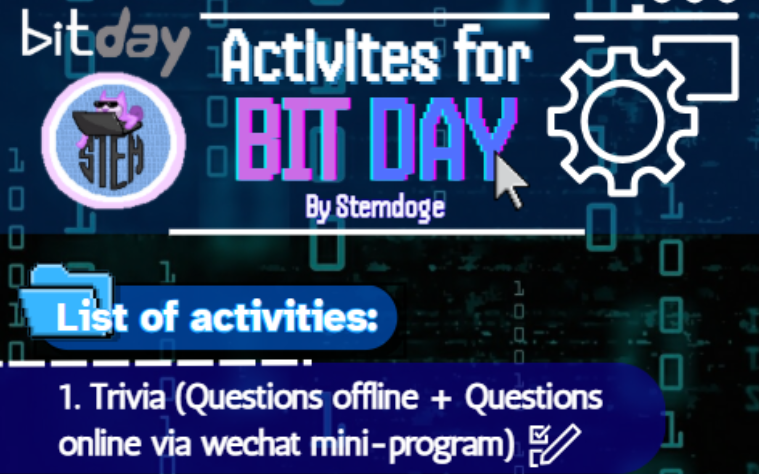 bitday
Activites for
BIT DAY
STEM
By Stemdoge
List of activities:
1. Trivia (Questions offline + Questions
online via wechat mini-program)